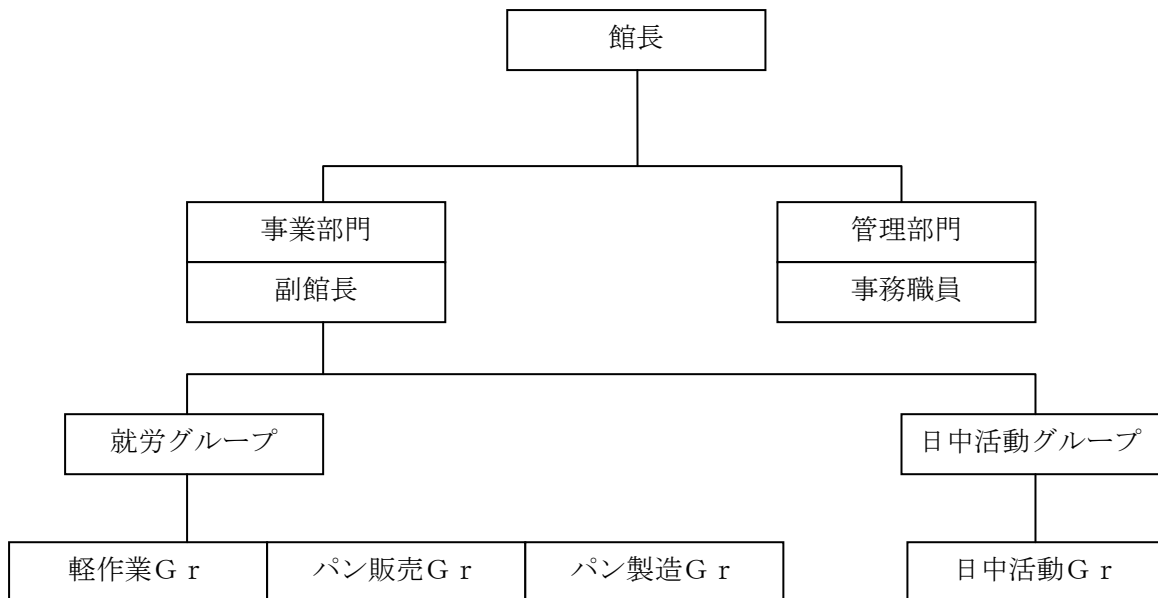 館長
事業部門
管理部門
副館長
事務職員
就労グループ
日中活動グループ
軽作業Ｇｒ
パン販売Ｇｒ
パン製造Ｇｒ
日中活動Ｇｒ